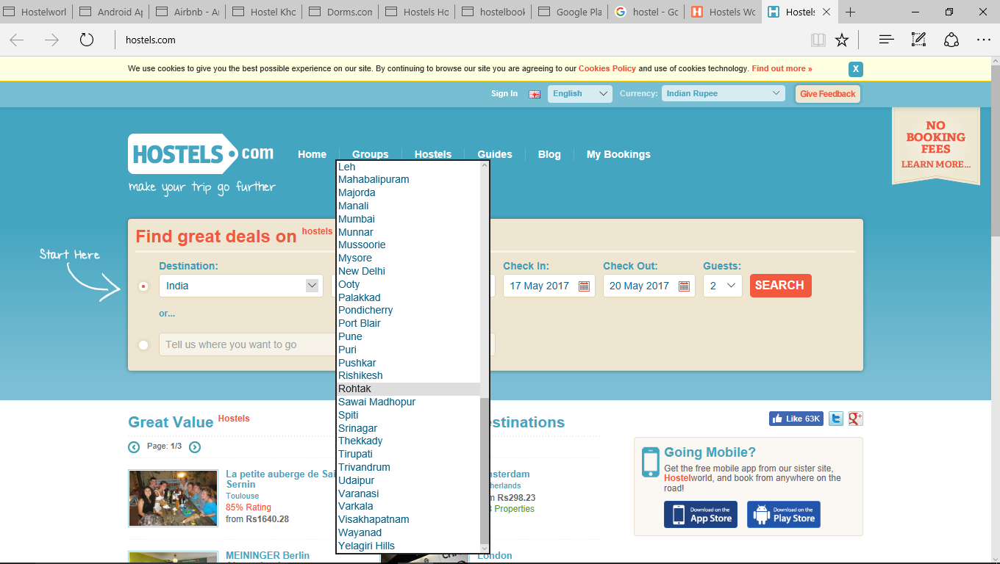 Hostelworl
Android Ap
Airbnb - An
Hostel Kho
Dorms.com
Hostels Ho
hostelbook
Google Pla
hostel - Go
Hostels Wo
Hostels
hostels.com
We use cookies to give you the best possible experience on our site. By continuing to browse our site you are agreeing to our Cookies Policy and use of cookies technology. Find out more »
X
Sign In
English
Currency:
Indian Rupee
Give Feedback
NO
BOOKING
FEES
LEARN MORE...
HOSTELS com
make your trip go further
Home
Groups
Hostels
Guides
Blog
My Bookings
Find great deals on hostels
Start Here
Destination:
Check In:
Check Out:
Guests:
India
17 May 2017
20 May 2017
2
SEARCH
or...
Tell us where you want to go
Leh
Mahabalipuram
Majorda
Manali
Mumbai
Munnar
Mussoorie
Mysore
New Delhi
Ooty
Palakkad
Pondicherry
Port Blair
Pune
Puri
Pushkar
Rishikesh
Rohtak
Sawai Madhopur
Spiti
Srinagar
Thekkady
Tirupati
Trivandrum
Udaipur
Varanasi
Varkala
Visakhapatnam
Wayanad
Yelagiri Hills
Great Value Hostels
Page: 1/3
La petite auberge de Sai
Sernin
Toulouse
85% Rating
from Rs1640.28
MEININGER Berlin
estinations
msterdam
herlands
m Rs298.23
3 Properties
London
Like 63K
Going Mobile?
Get the free mobile app from our sister site,
Hostelworld, and book from anywhere on the
road!
Download on the
App Store
Download on the
Play Store